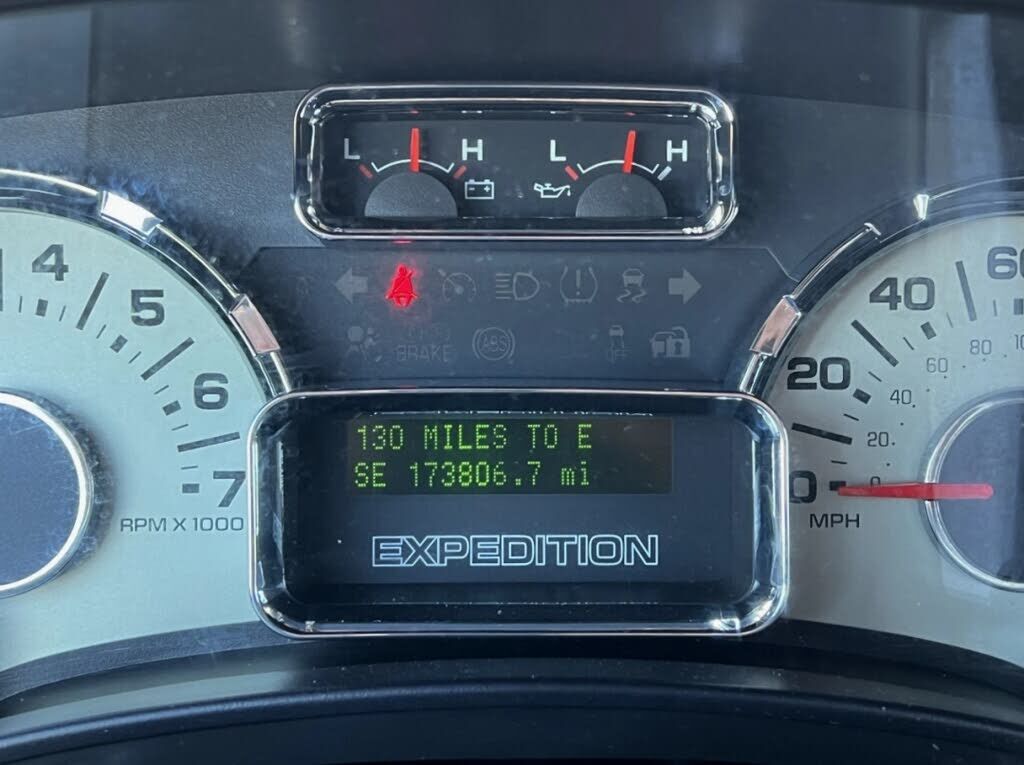 L H L H
4
5
6
7
RPM X 1000
BRAKE
ABS
OFF
130 MILES TO E
SE 173806.7 mi
EXPEDITION
0 20 40 60
20 40 60 80
MPH